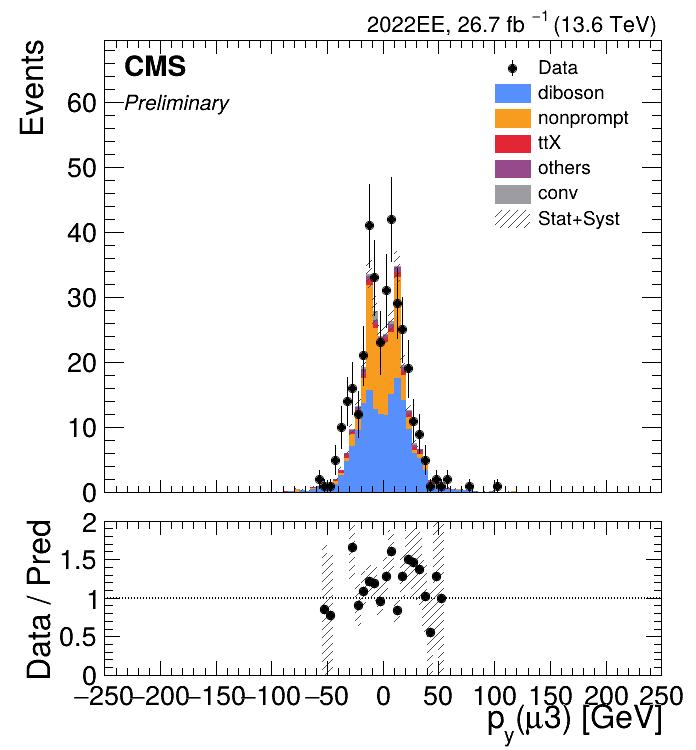 2022EE, 26.7 fb⁻¹ (13.6 TeV)
CMS
Preliminary
Events
Data
diboson
nonprompt
ttX
others
conv
Stat+Syst
60
50
40
30
20
10
0
Data / Pred
2
1.5
1
0.5
0
−250 −200 −150 −100 −50 0 50 100 150 200 250
p_y(μ3) [GeV]